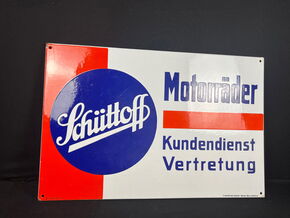 Schüttoff
Motorräder
Kundendienst
Vertretung